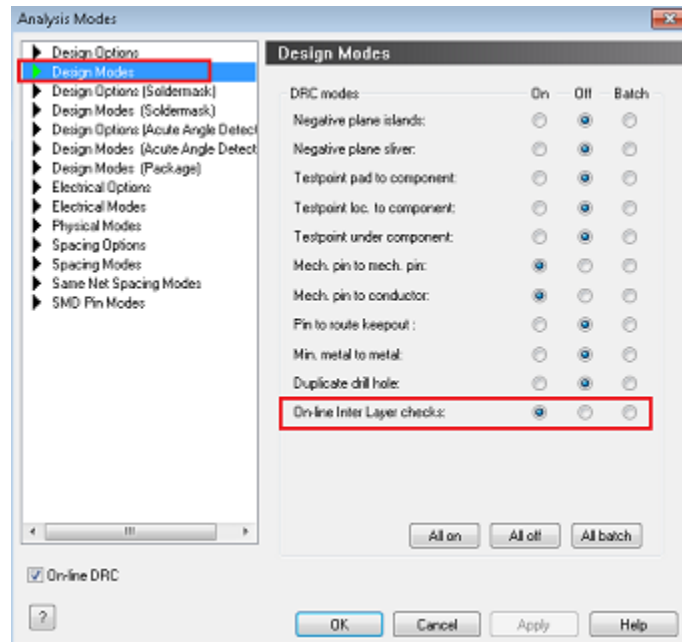 Analysis Modes
Design Options
Design Modes
Design Options (Soldermask)
Design Modes (Soldermask)
Design Options (Acute Angle Detect
Design Modes (Acute Angle Detect
Design Modes (Package)
Electrical Options
Electrical Modes
Physical Modes
Spacing Options
Spacing Modes
Same Net Spacing Modes
SMD Pin Modes
Design Modes
DRC modes On Off Batch
Negative plane islands:
Negative plane sliver:
Testpoint pad to component:
Testpoint loc. to component:
Testpoint under component:
Mech. pin to mech. pin:
Mech. pin to conductor:
Pin to route keepout :
Min. metal to metal:
Duplicate drill hole:
On-line Inter Layer checks:
All on All off All batch
On-line DRC
? OK Cancel Apply Help